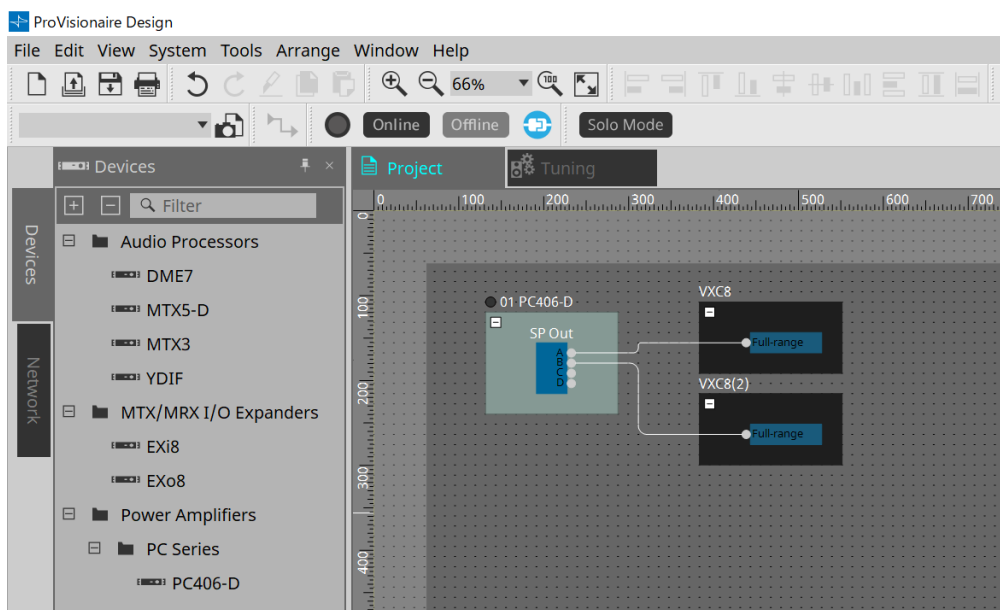 ProVisionaire Design
File Edit View System Tools Arrange Window Help
66% 100
Online Offline Solo Mode
Devices
Project
Tuning
Filter
0 100 200 300 400 500 600 700
Devices
Network
Audio Processors
DME7
MTX5-D
MTX3
YDIF
MTX/MRX I/O Expanders
EXi8
EXo8
Power Amplifiers
PC Series
PC406-D
0
100
200
300
400
01 PC406-D
SP Out
A
B
C
D
VXC8
Full-range
VXC8(2)
Full-range